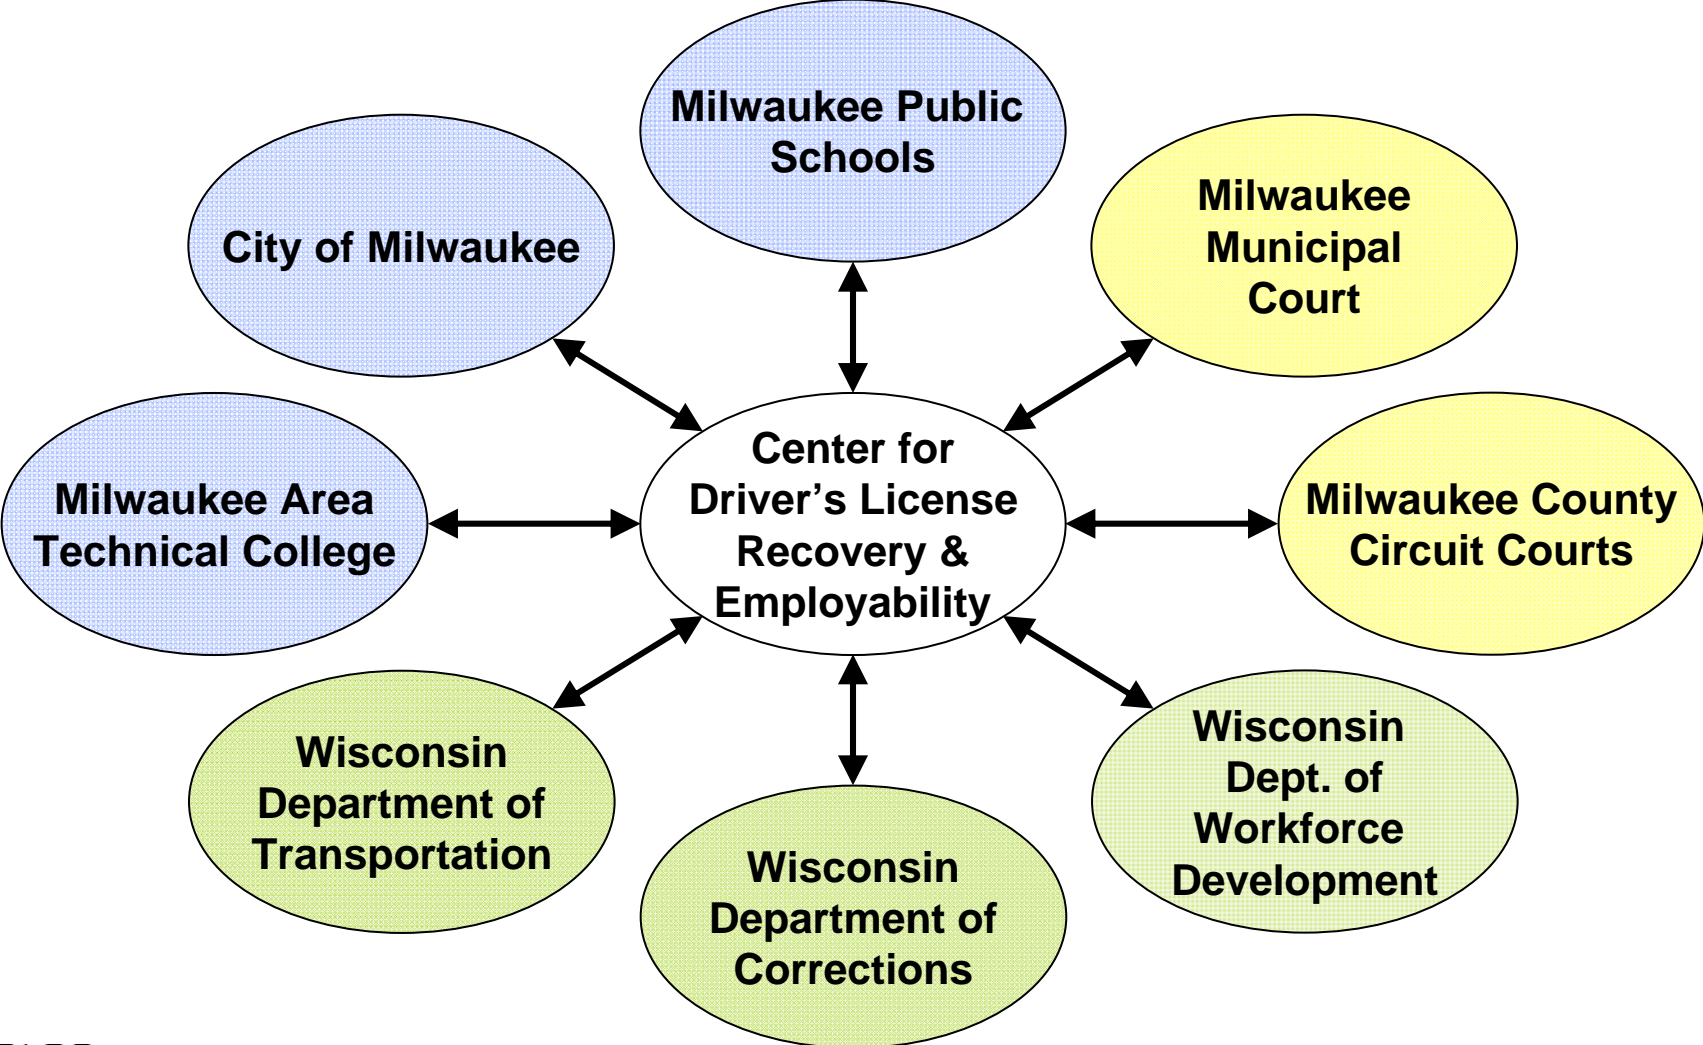 Milwaukee Public
Schools
City of Milwaukee
Milwaukee
Municipal
Court
Milwaukee Area
Technical College
Center for
Driver’s License
Recovery &
Employability
Milwaukee County
Circuit Courts
Wisconsin
Department of
Transportation
Wisconsin
Department of
Corrections
Wisconsin
Dept. of
Workforce
Development